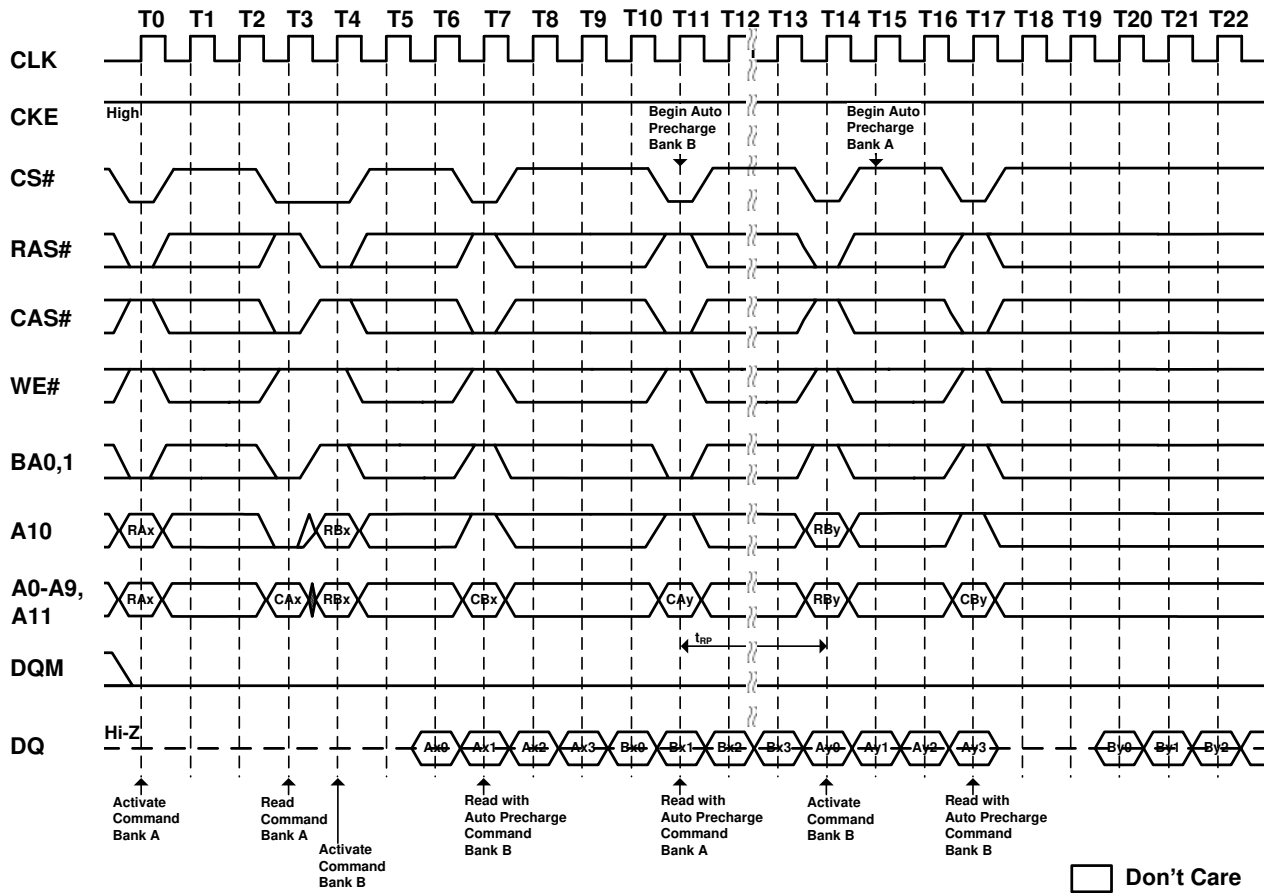 T0 T1 T2 T3 T4 T5 T6 T7 T8 T9 T10 T11 T12 T13 T14 T15 T16 T17 T18 T19 T20 T21 T22
CLK
CKE
High
Begin Auto
Precharge
Bank B
Begin Auto
Precharge
Bank A
CS#
RAS#
CAS#
WE#
BA0,1
A10
RAx RBx RBy
A0-A9,
A11
RAx CAx RBx CBx CAy RBy CBy
tRP
DQM
Hi-Z
DQ
Ax0 Ax1 Ax2 Ax3 Bx0 Bx1 Bx2 Bx3 Ay0 Ay1 Ay2 Ay3 By0 By1 By2
Activate
Command
Bank A
Read
Command
Bank A
Activate
Command
Bank B
Read with
Auto Precharge
Command
Bank B
Read with
Auto Precharge
Command
Bank A
Activate
Command
Bank B
Read with
Auto Precharge
Command
Bank B
Don't Care